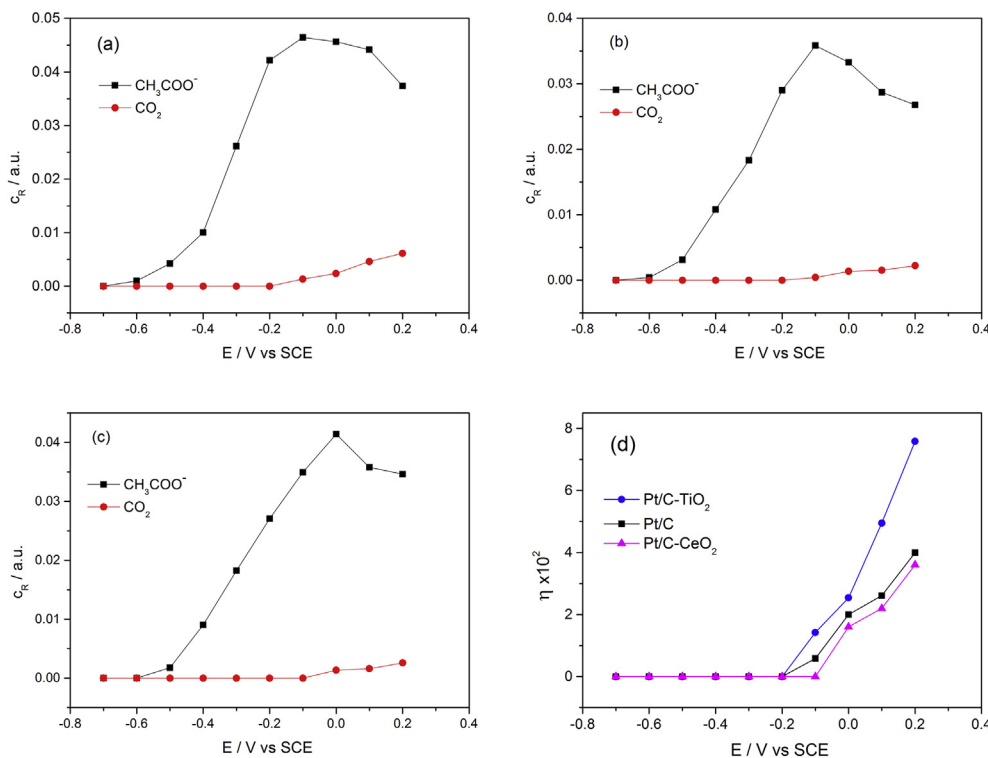 (a)
CH₃COO⁻
CO₂
c_R / a.u.
0.05
0.04
0.03
0.02
0.01
0.00
-0.8 -0.6 -0.4 -0.2 0.0 0.2 0.4
E / V vs SCE
(b)
CH₃COO⁻
CO₂
c_R / a.u.
0.04
0.03
0.02
0.01
0.00
-0.8 -0.6 -0.4 -0.2 0.0 0.2 0.4
E / V vs SCE
(c)
CH₃COO⁻
CO₂
c_R / a.u.
0.04
0.03
0.02
0.01
0.00
-0.8 -0.6 -0.4 -0.2 0.0 0.2 0.4
E / V vs SCE
(d)
Pt/C-TiO₂
Pt/C
Pt/C-CeO₂
η x10²
8
6
4
2
0
-0.8 -0.6 -0.4 -0.2 0.0 0.2 0.4
E / V vs SCE